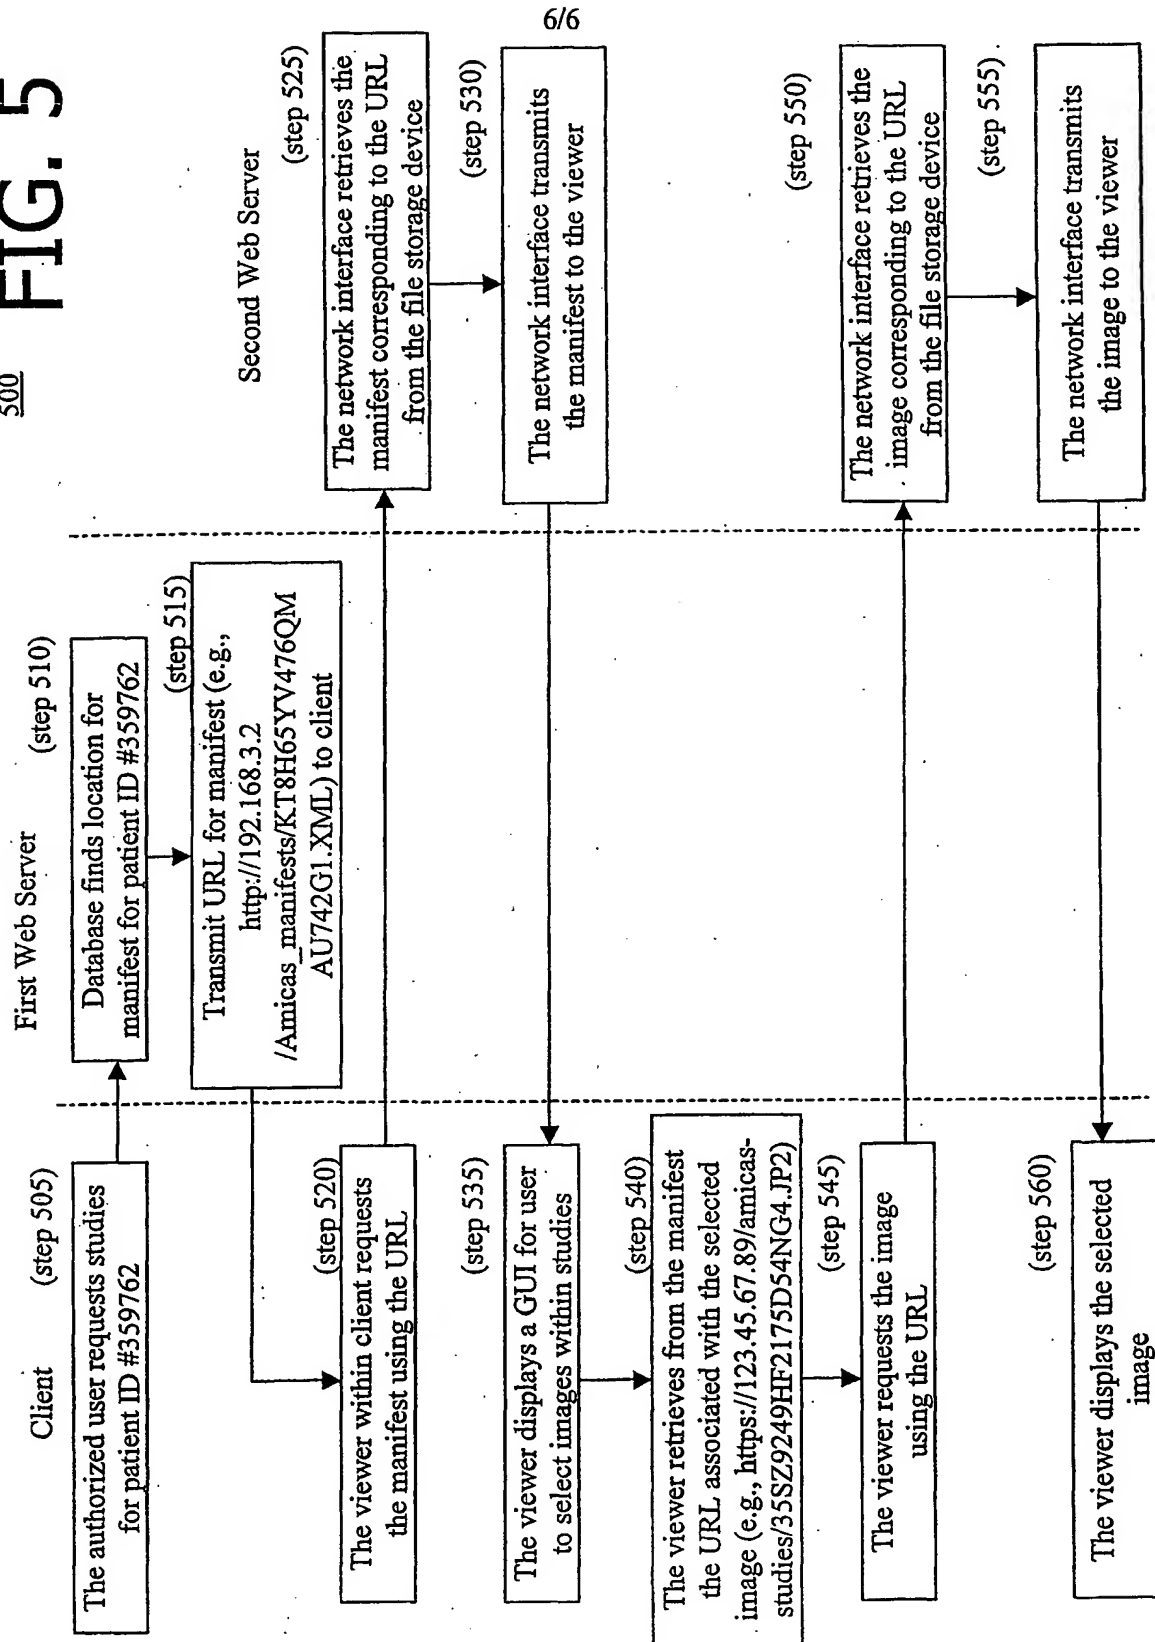 6/6
500
FIG. 5
Client
First Web Server
Second Web Server
(step 505)
The authorized user requests studies
for patient ID #359762
(step 510)
Database finds location for
manifest for patient ID #359762
(step 515)
Transmit URL for manifest (e.g.,
http://192.168.3.2
/Amicas_manifests/KT8H65YV476QM
AU742G1.XML) to client
(step 520)
The viewer within client requests
the manifest using the URL
(step 525)
The network interface retrieves the
manifest corresponding to the URL
from the file storage device
(step 530)
The network interface transmits
the manifest to the viewer
(step 535)
The viewer displays a GUI for user
to select images within studies
(step 540)
The viewer retrieves from the manifest
the URL associated with the selected
image (e.g., https://123.45.67.89/amicas-
studies/35SZ9249HF2175D54NG4.JP2)
(step 545)
The viewer requests the image
using the URL
(step 550)
The network interface retrieves the
image corresponding to the URL
from the file storage device
(step 555)
The network interface transmits
the image to the viewer
(step 560)
The viewer displays the selected
image